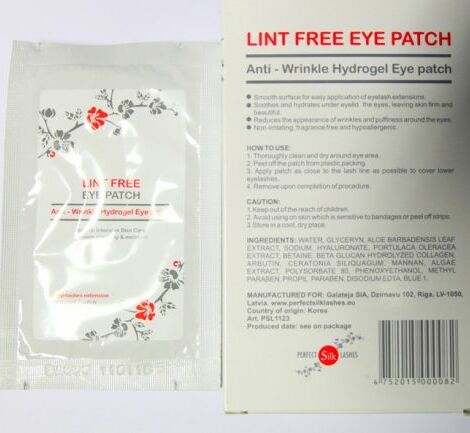 LINT FREE
EYE PATCH
Anti - Wrinkle Hydrogel Eye
LINT FREE EYE PATCH
Anti - Wrinkle Hydrogel Eye patch
Smooth surface for easy application of eyelash extensions.
Soothes and hydrates under eyelid the eyes, leaving skin firm and
beautiful.
Reduces the appearance of wrinkles and puffiness around the eyes.
Non-irritating, fragrance free and hypoallergenic.
HOW TO USE:
1. Thoroughly clean and dry around eye area.
2. Peel off the patch from plastic packing.
3. Apply patch as close to the lash line as possible to cover lower
eyelashes.
4. Remove upon completion of procedure.
CAUTION:
1. Keep out of the reach of children.
2. Avoid using on skin which is sensetive to bandages or peel off strips.
3. Store in a cool, dry place.
INGREDIENTS: WATER, GLYCERYN, ALOE BARBADENSIS LEAF
EXTRACT, SODIUM, HYALURONATE, PORTULACA OLERACEA
EXTRACT, BETAINE, BETA GLUCAN HYDROLYZED COLLAGEN,
ARBUTIN, CERATONIA SILIQUAGUM, MANNAN, ALGAE
EXTRACT, POLYSORBATE 80, PHENOXYETHANOL, METHYL
PARABEN, PROPYL PARABEN, DISODIUM EDTA, BLUE 1.
MANUFACTURED FOR: Galateja SIA, Dzirnavu 102, Riga, LV-1050,
Latvia. www.perfectsilklashes.eu
Country of origin: Korea
Art. PSL1123
Produced date: see on package
PERFECT Silk LASHES
4 752015 000082